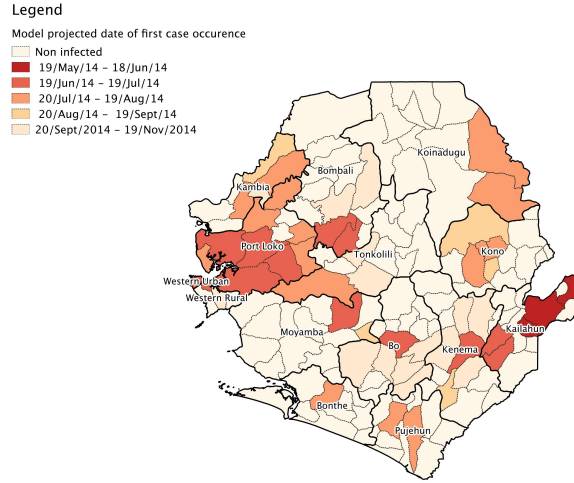 Legend
Model projected date of first case occurence
Non infected
19/May/14 - 18/Jun/14
19/Jun/14 - 19/Jul/14
20/Jul/14 - 19/Aug/14
20/Aug/14 - 19/Sept/14
20/Sept/2014 - 19/Nov/2014
Koinadugu
Bombali
Kambia
Port Loko
Tonkolili
Kono
Western Urban
Western Rural
Moyamba
Kailahun
Bo
Kenema
Bonthe
Pujehun